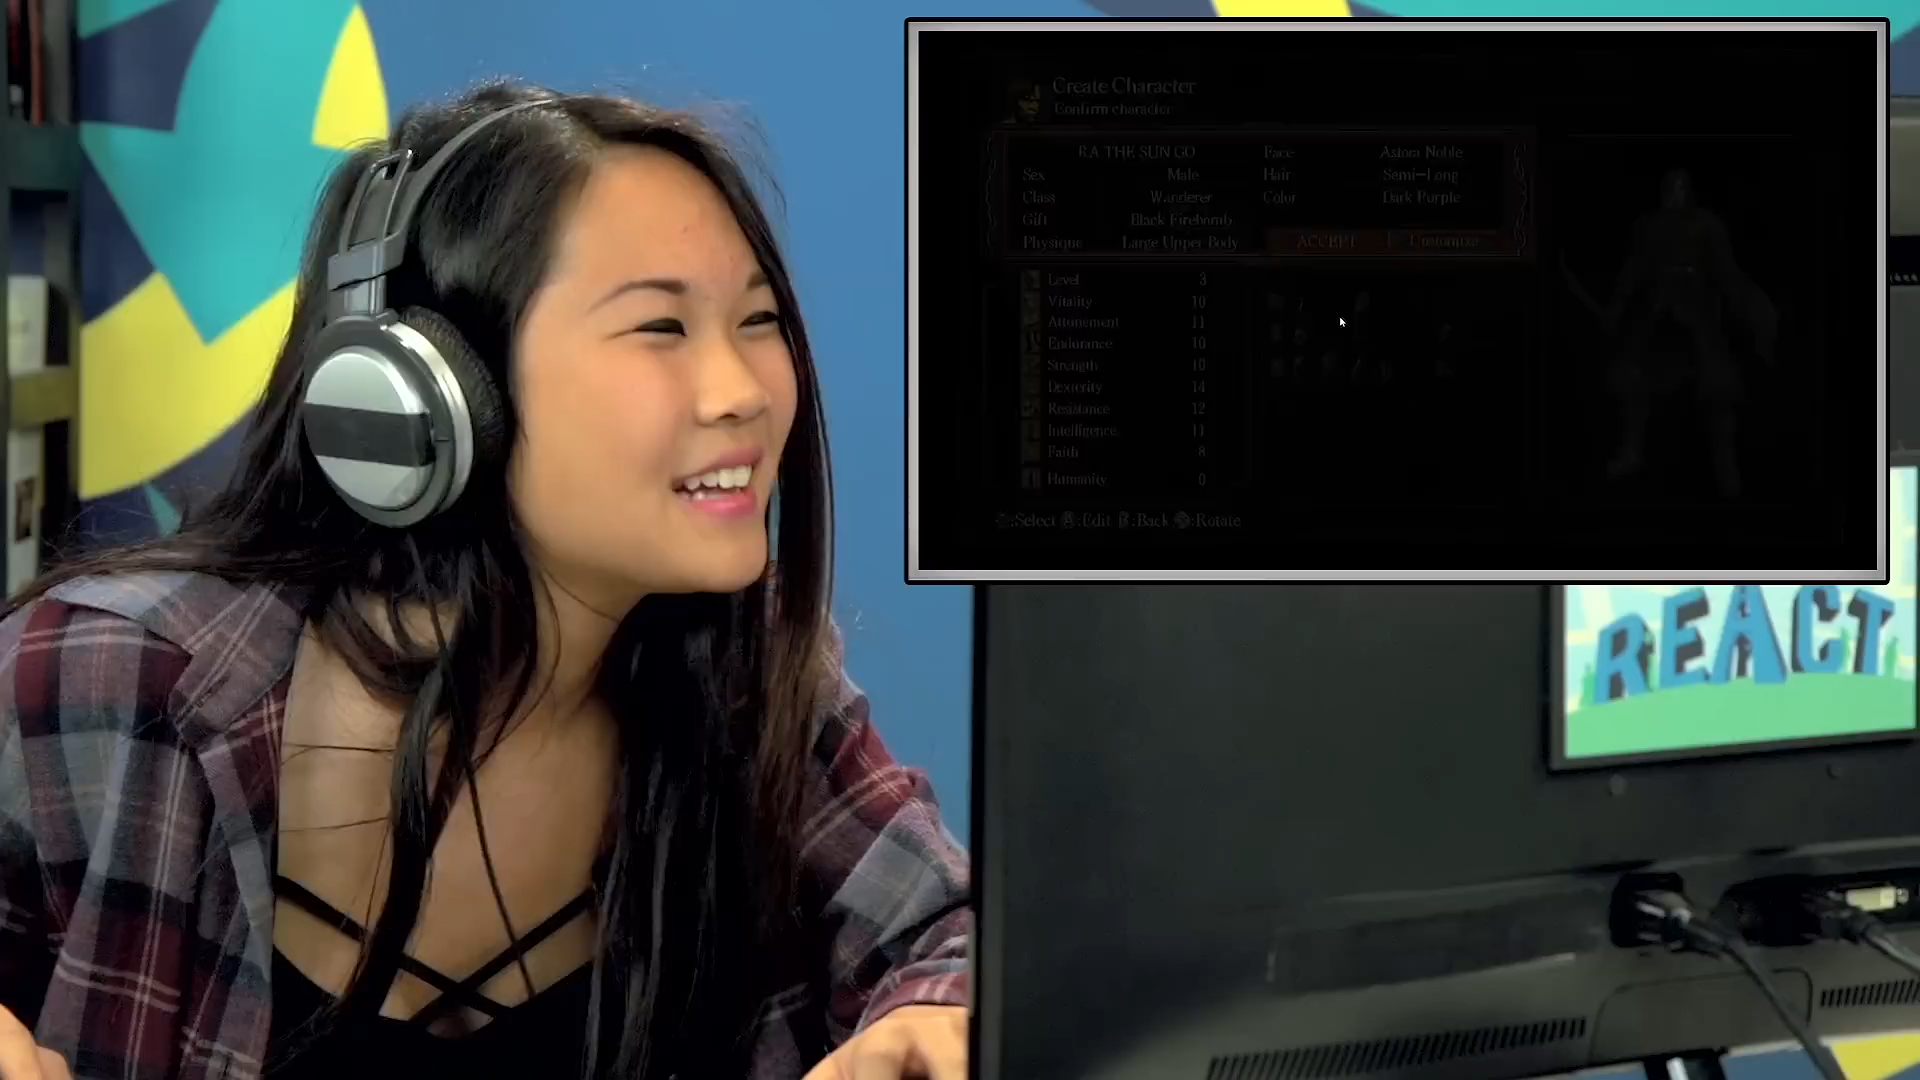 Create Character
Confirm character
RA THE SUN GO Face Astora Noble
Sex Male Hair Semi-Long
Class Wanderer Color Dark Purple
Gift Black Firebomb
Physique Large Upper Body ACCEPT Customize
Level 3
Vitality 10
Attunement 11
Endurance 10
Strength 10
Dexterity 14
Resistance 12
Intelligence 11
Faith 8
Humanity 0
:Select :Edit :Back :Rotate
REACT